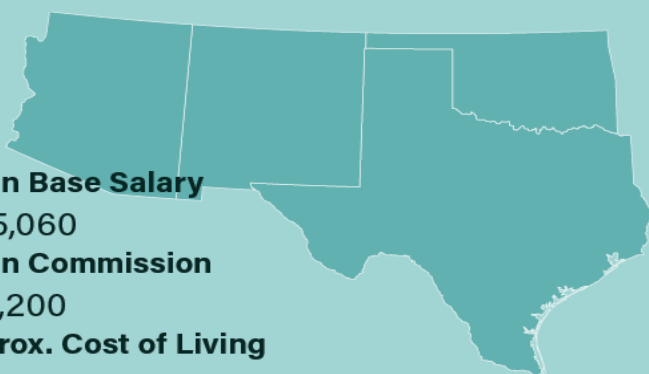 n Base Salary
5,060
n Commission
,200
rox. Cost of Living